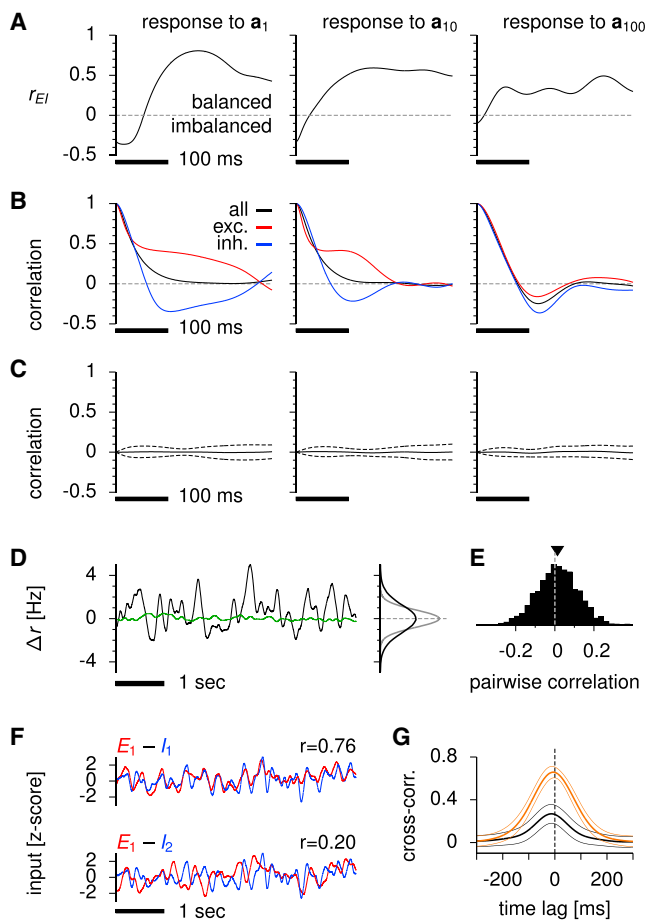 A
response to a1
response to a10
response to a100
rEI
1
0.5
0
-0.5
balanced
imbalanced
100 ms
B
correlation
1
0.5
0
-0.5
all
exc.
inh.
100 ms
C
correlation
1
0.5
0
-0.5
100 ms
D
Δr [Hz]
4
0
-4
1 sec
E
-0.2
0
0.2
pairwise correlation
F
input [z-score]
E1 – I1
r=0.76
2
0
-2
E1 – I2
r=0.20
2
0
-2
1 sec
G
cross-corr.
0.8
0.4
0
-200
0
200
time lag [ms]